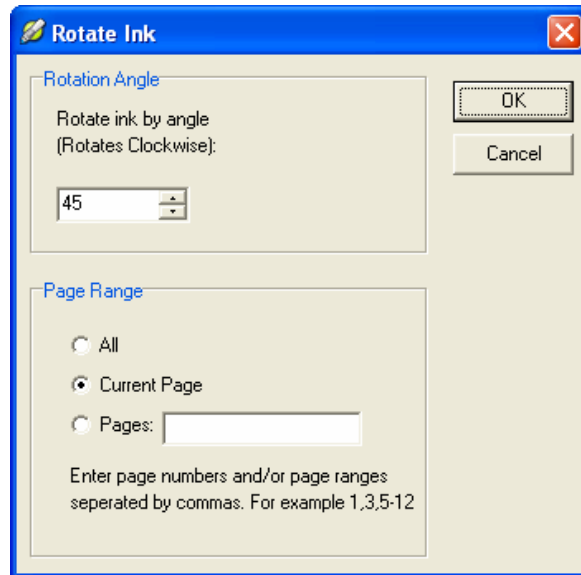 Rotate Ink
Rotation Angle
Rotate ink by angle
(Rotates Clockwise):
45
OK
Cancel
Page Range
All
Current Page
Pages:
Enter page numbers and/or page ranges
seperated by commas. For example 1,3,5-12